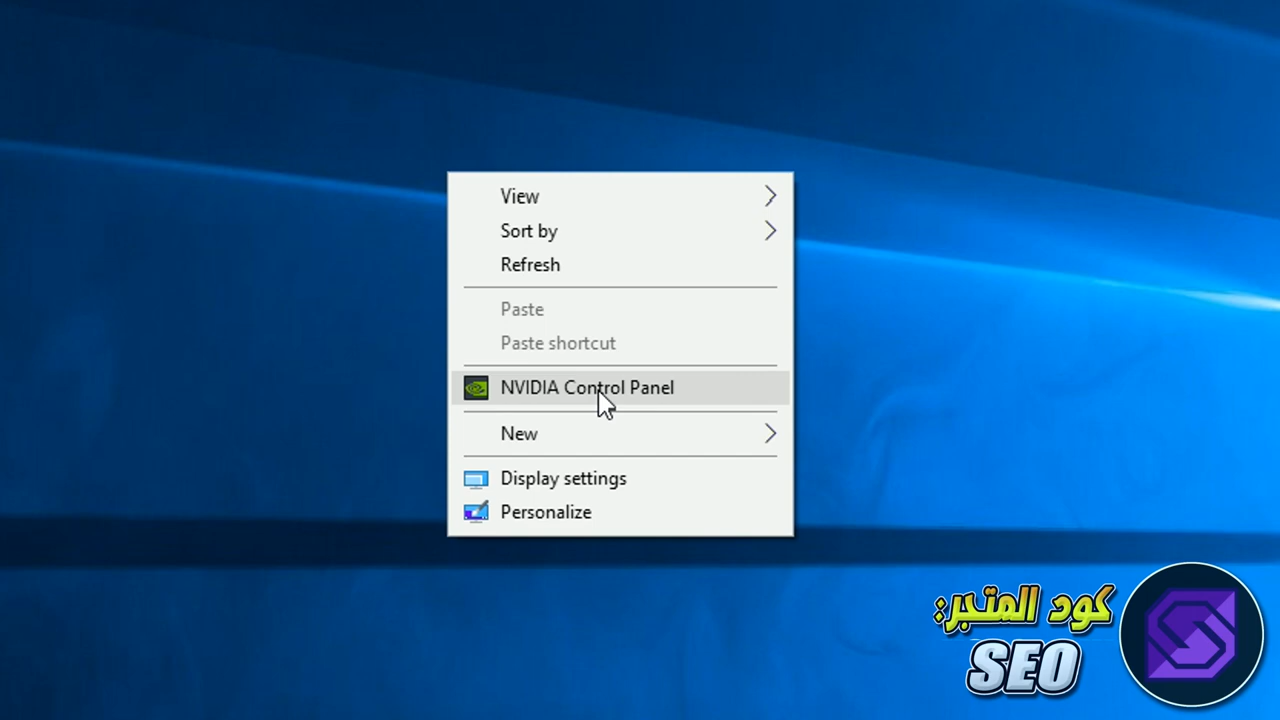 View
Sort by
Refresh
Paste
Paste shortcut
NVIDIA Control Panel
New
Display settings
Personalize
كود المتجر:
SEO